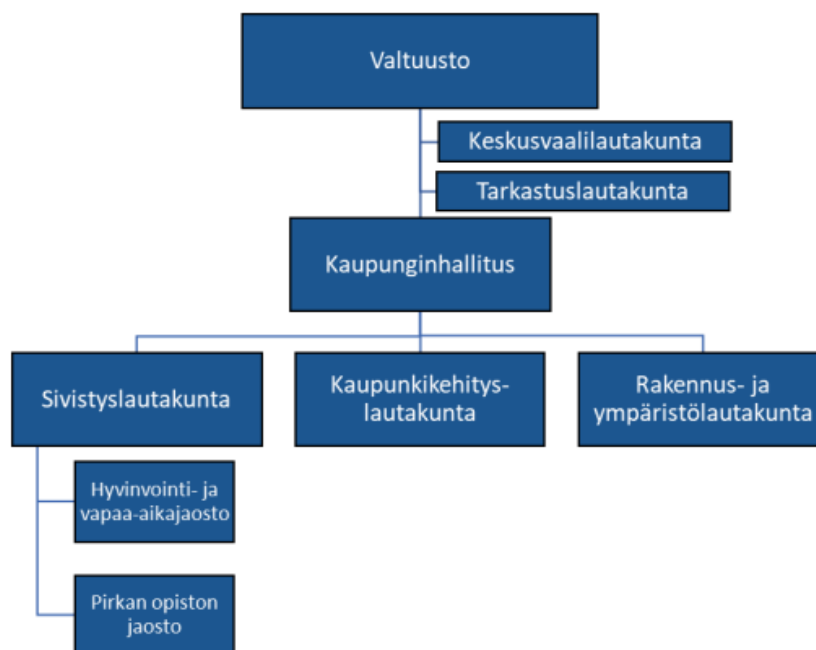 Valtuusto
Keskusvaalilautakunta
Tarkastuslautakunta
Kaupunginhallitus
Sivistyslautakunta
Kaupunkikehitys-
lautakunta
Rakennus- ja
ympäristölautakunta
Hyvinvointi- ja
vapaa-aikajaosto
Pirkan opiston
jaosto